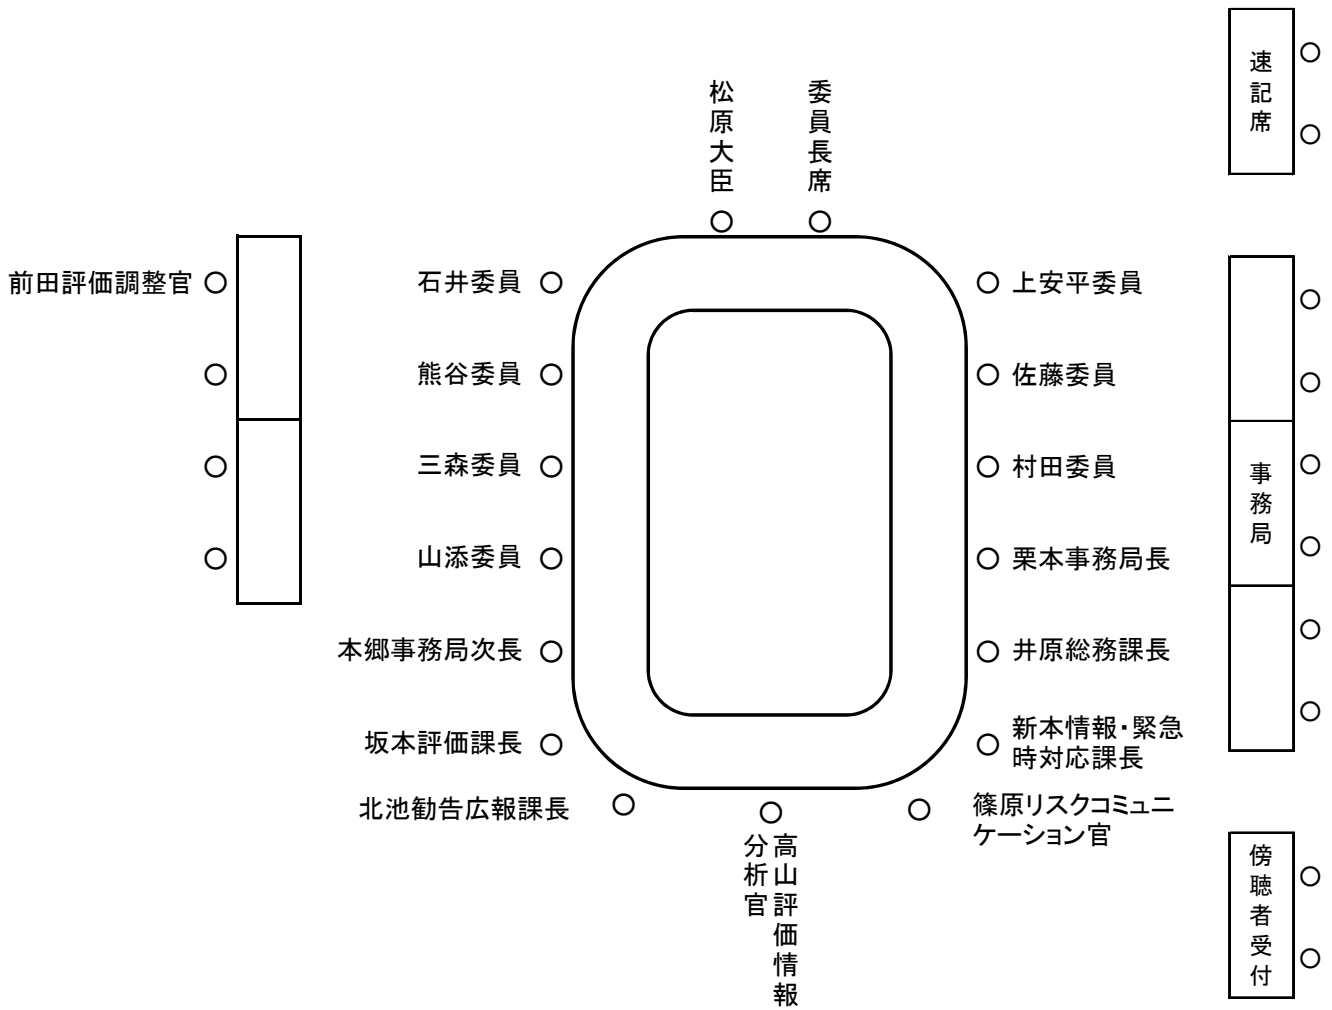 速記席
松原大臣
委員長席
前田評価調整官
石井委員
上安平委員
熊谷委員
佐藤委員
三森委員
村田委員
事務局
山添委員
栗本事務局長
本郷事務局次長
井原総務課長
坂本評価課長
新本情報・緊急
時対応課長
北池勧告広報課長
篠原リスクコミュニ
ケーション官
高山評価情報
分析官
傍聴者受付